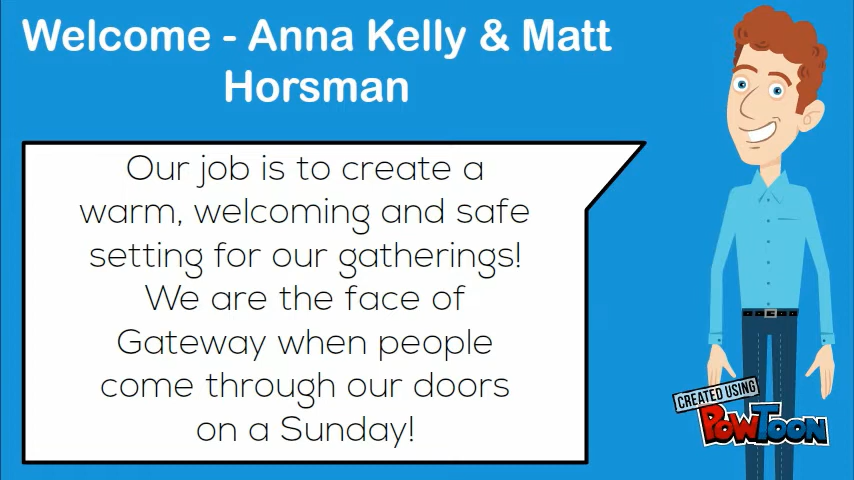 Welcome - Anna Kelly & Matt
Horsman
Our job is to create a
warm, welcoming and safe
setting for our gatherings!
We are the face of
Gateway when people
come through our doors
on a Sunday!
CREATED USING
POWTOON